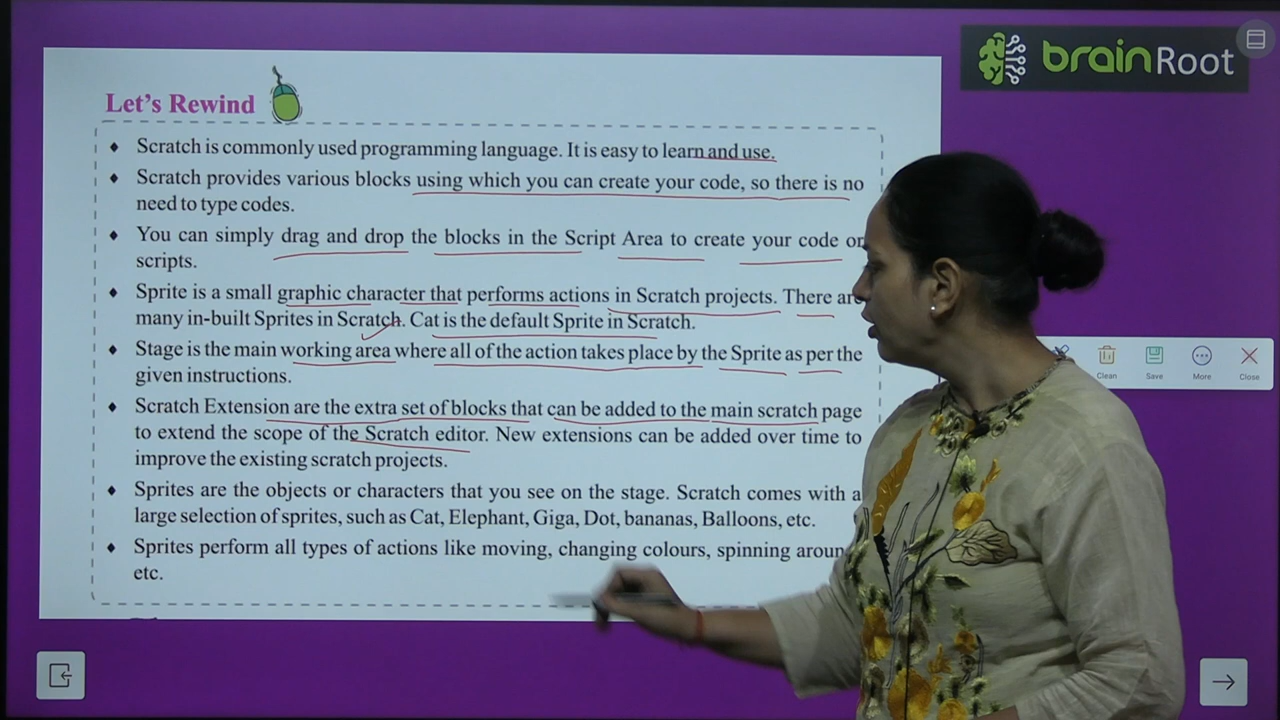 brainRoot
Let's Rewind
♦ Scratch is commonly used programming language. It is easy to learn and use.
♦ Scratch provides various blocks using which you can create your code, so there is no
need to type codes.
♦ You can simply drag and drop the blocks in the Script Area to create your code or
scripts.
♦ Sprite is a small graphic character that performs actions in Scratch projects. There are
many in-built Sprites in Scratch. Cat is the default Sprite in Scratch.
♦ Stage is the main working area where all of the action takes place by the Sprite as per the
given instructions.
♦ Scratch Extension are the extra set of blocks that can be added to the main scratch page
to extend the scope of the Scratch editor. New extensions can be added over time to
improve the existing scratch projects.
♦ Sprites are the objects or characters that you see on the stage. Scratch comes with a
large selection of sprites, such as Cat, Elephant, Giga, Dot, bananas, Balloons, etc.
♦ Sprites perform all types of actions like moving, changing colours, spinning aroun
etc.
Clean Save More Close